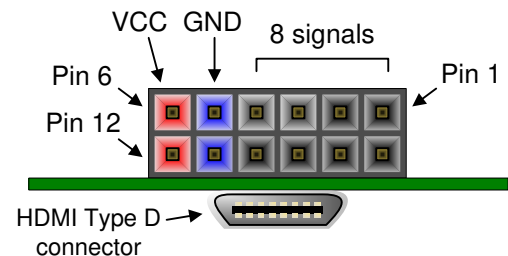 VCC GND
8 signals
Pin 6
Pin 1
Pin 12
HDMI Type D
connector